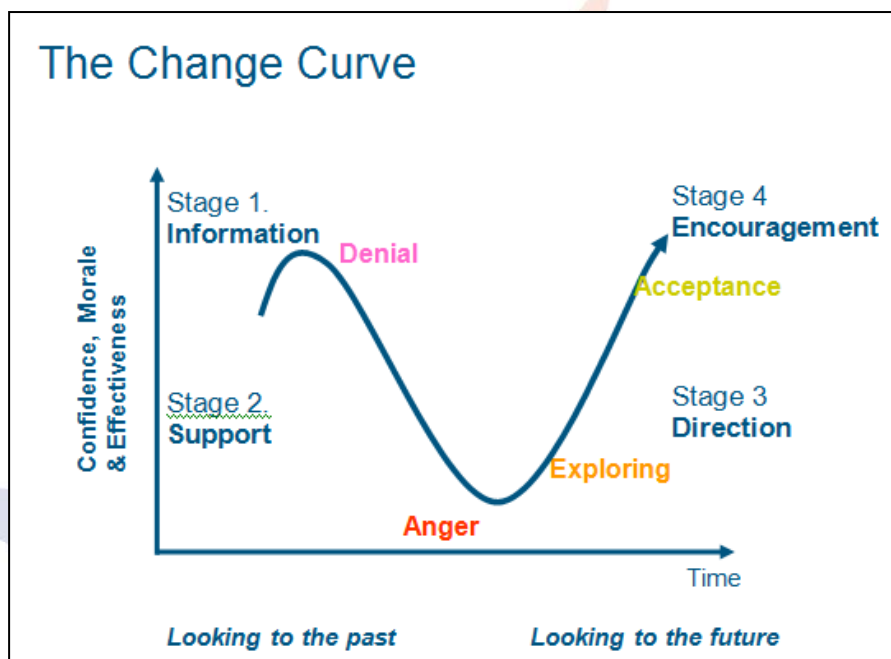 The Change Curve
Stage 1.
Information
Denial
Stage 4
Encouragement
Acceptance
Confidence, Morale
& Effectiveness
Stage 2.
Support
Stage 3
Direction
Exploring
Anger
Time
Looking to the past
Looking to the future